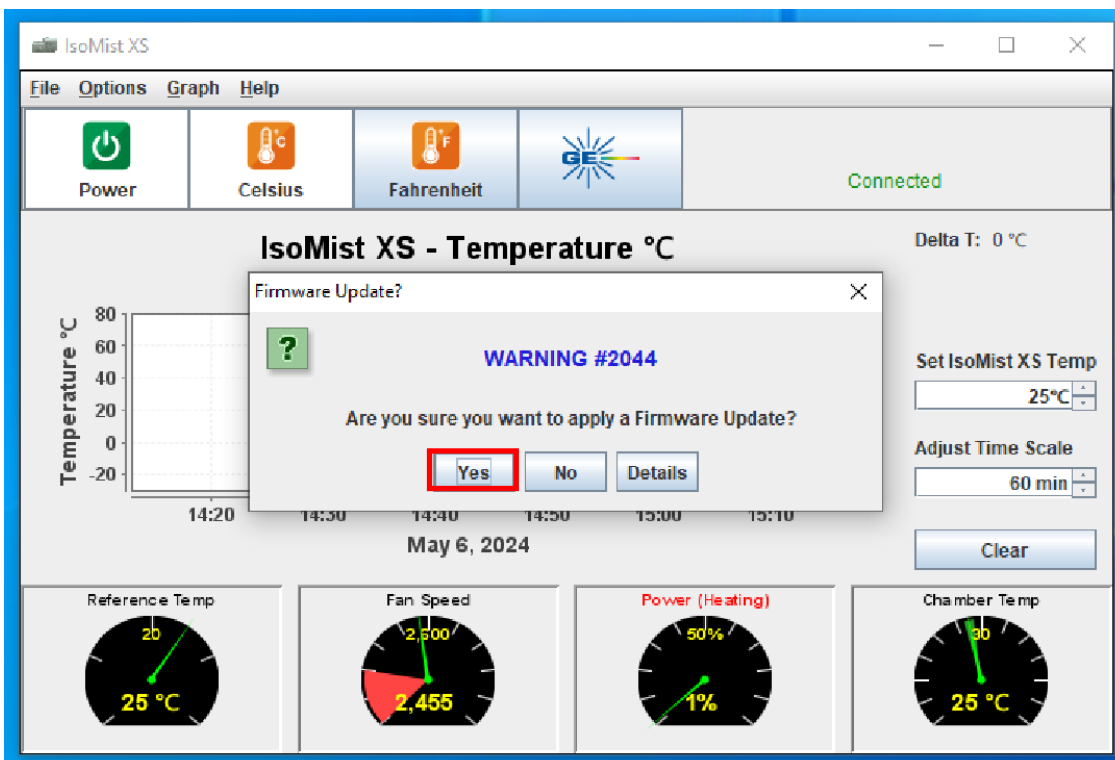 IsoMist XS
File Options Graph Help
Power
°C
Celsius
°F
Fahrenheit
GE
Connected
IsoMist XS - Temperature °C
Delta T: 0 °C
Firmware Update?
?
WARNING #2044
Are you sure you want to apply a Firmware Update?
Yes No Details
Temperature °C
80
60
40
20
0
-20
14:20 14:30 14:40 14:50 15:00 15:10
May 6, 2024
Set IsoMist XS Temp
25°C
Adjust Time Scale
60 min
Clear
Reference Temp
20
25 °C
Fan Speed
2,455
Power (Heating)
50%
1%
Chamber Temp
30
25 °C